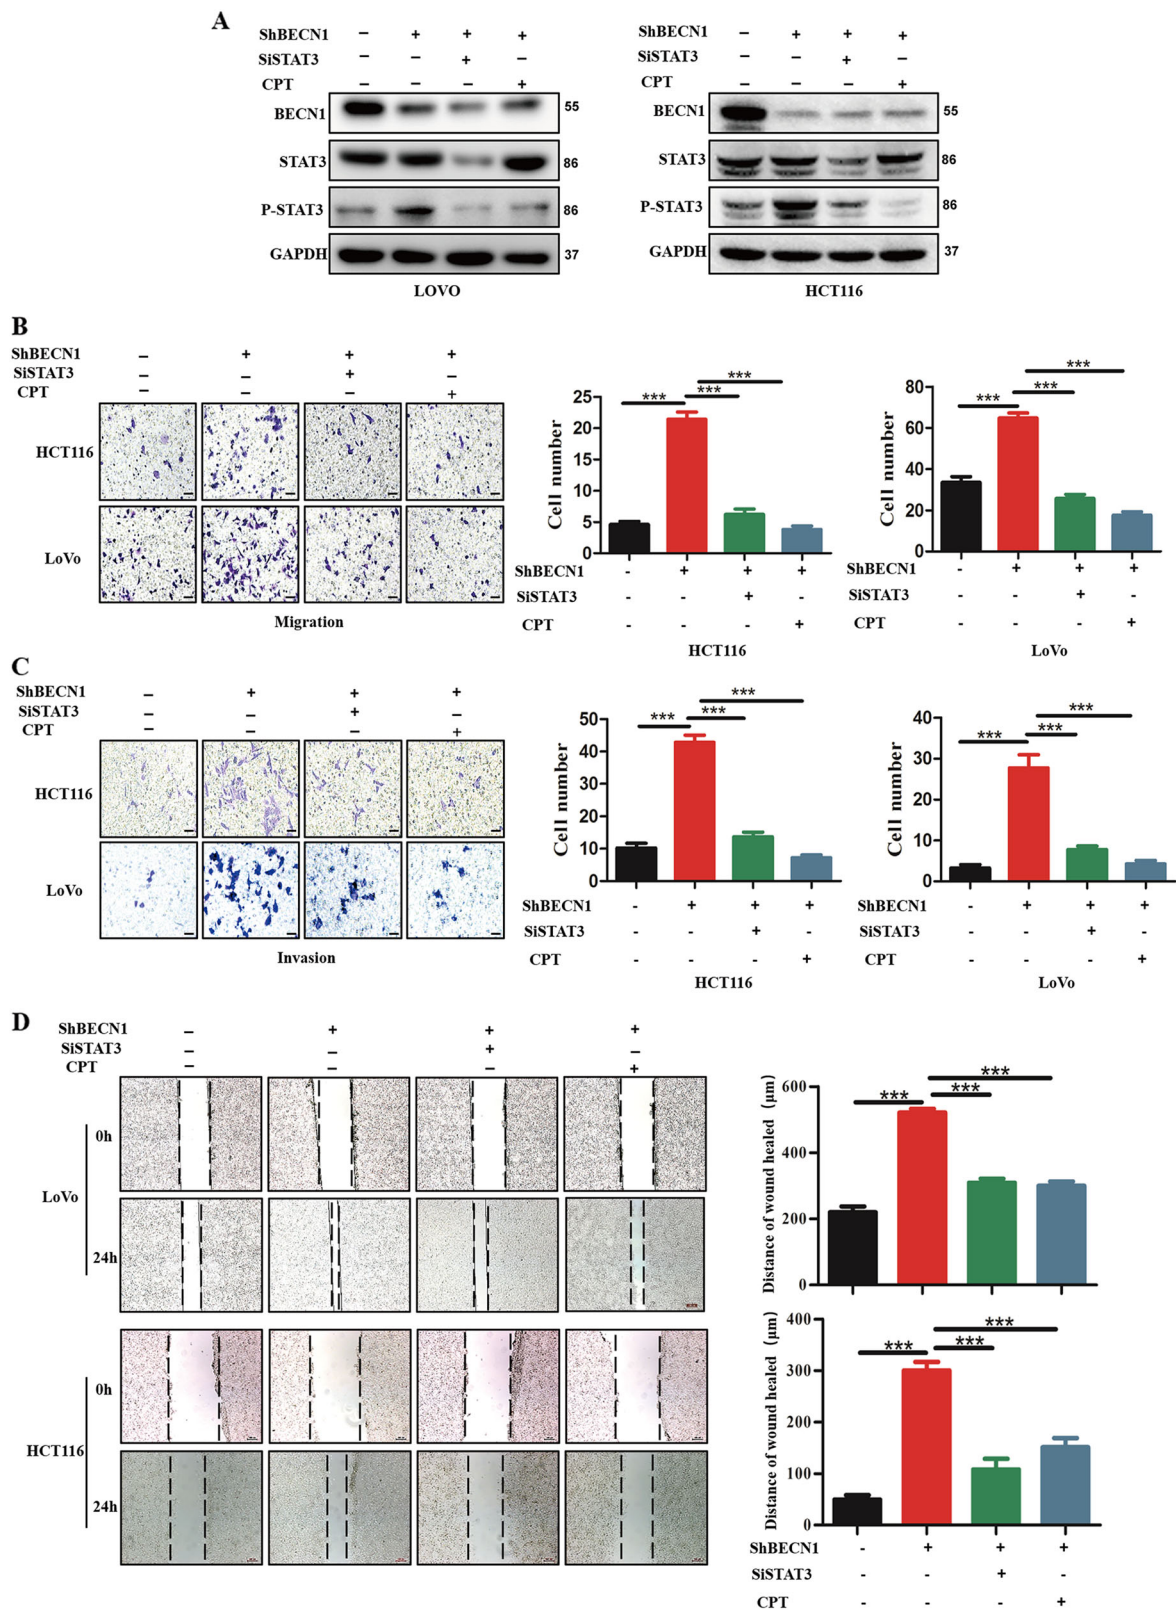 A
ShBECN1 – + + +
SiSTAT3 – – + –
CPT – – – +
BECN1 55
STAT3 86
P-STAT3 86
GAPDH 37
LOVO
ShBECN1 – + + +
SiSTAT3 – – + –
CPT – – – +
BECN1 55
STAT3 86
P-STAT3 86
GAPDH 37
HCT116
B
ShBECN1 – + + +
SiSTAT3 – – + –
CPT – – – +
HCT116
LoVo
Migration
Cell number
25
20
15
10
5
0
*** *** ***
ShBECN1 - + + +
SiSTAT3 - - + -
CPT - - - +
HCT116
Cell number
80
60
40
20
0
*** *** ***
ShBECN1 - + + +
SiSTAT3 - - + -
CPT - - - +
LoVo
C
ShBECN1 – + + +
SiSTAT3 – – + –
CPT – – – +
HCT116
LoVo
Invasion
Cell number
50
40
30
20
10
0
*** *** ***
ShBECN1 - + + +
SiSTAT3 - - + -
CPT - - - +
HCT116
Cell number
40
30
20
10
0
*** *** ***
ShBECN1 - + + +
SiSTAT3 - - + -
CPT - - - +
LoVo
D
ShBECN1 – + + +
SiSTAT3 – – + –
CPT – – – +
LoVo
0h
24h
HCT116
0h
24h
Distance of wound healed (μm)
600
400
200
0
*** *** ***
Distance of wound healed (μm)
400
300
200
100
0
*** *** ***
ShBECN1 - + + +
SiSTAT3 - - + -
CPT - - - +